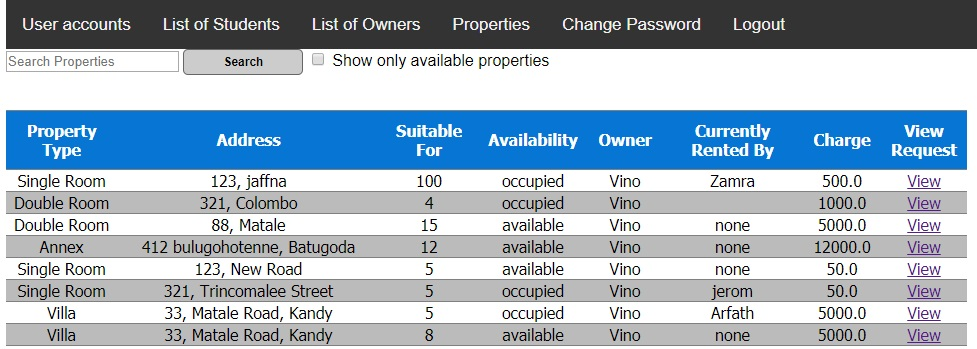 User accounts List of Students List of Owners Properties Change Password Logout
Search Properties Search Show only available properties
Property Type Address Suitable For Availability Owner Currently Rented By Charge View Request
Single Room 123, jaffna 100 occupied Vino Zamra 500.0 View
Double Room 321, Colombo 4 occupied Vino 1000.0 View
Double Room 88, Matale 15 available Vino none 5000.0 View
Annex 412 bulugohotenne, Batugoda 12 available Vino none 12000.0 View
Single Room 123, New Road 5 available Vino none 50.0 View
Single Room 321, Trincomalee Street 5 occupied Vino jerom 50.0 View
Villa 33, Matale Road, Kandy 5 occupied Vino Arfath 5000.0 View
Villa 33, Matale Road, Kandy 8 available Vino none 5000.0 View